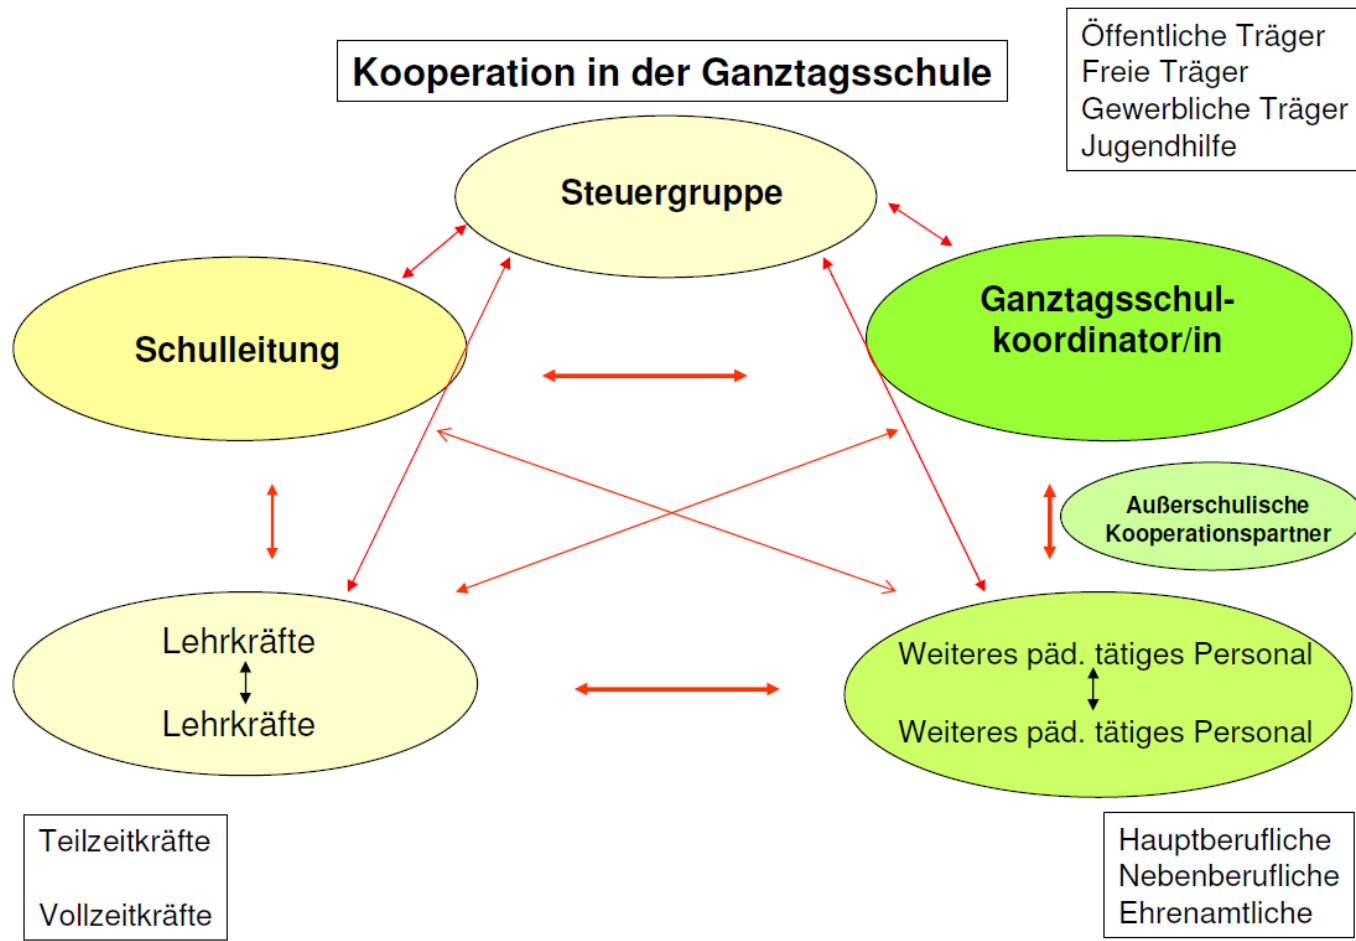 Kooperation in der Ganztagsschule
Öffentliche Träger
Freie Träger
Gewerbliche Träger
Jugendhilfe
Steuergruppe
Schulleitung
Ganztagsschul-
koordinator/in
Außerschulische
Kooperationspartner
Lehrkräfte
Lehrkräfte
Weiteres päd. tätiges Personal
Weiteres päd. tätiges Personal
Teilzeitkräfte
Vollzeitkräfte
Hauptberufliche
Nebenberufliche
Ehrenamtliche